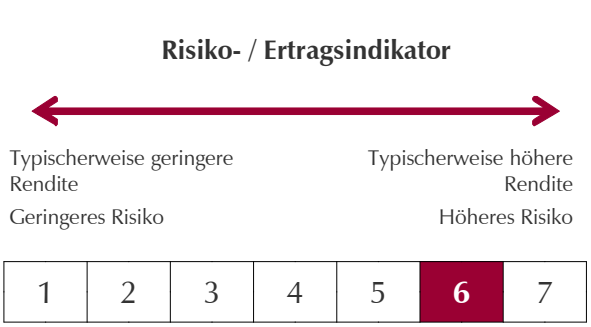 Risiko- / Ertragsindikator
Typischerweise geringere Rendite
Typischerweise höhere Rendite
Geringeres Risiko
Höheres Risiko
1 2 3 4 5 6 7